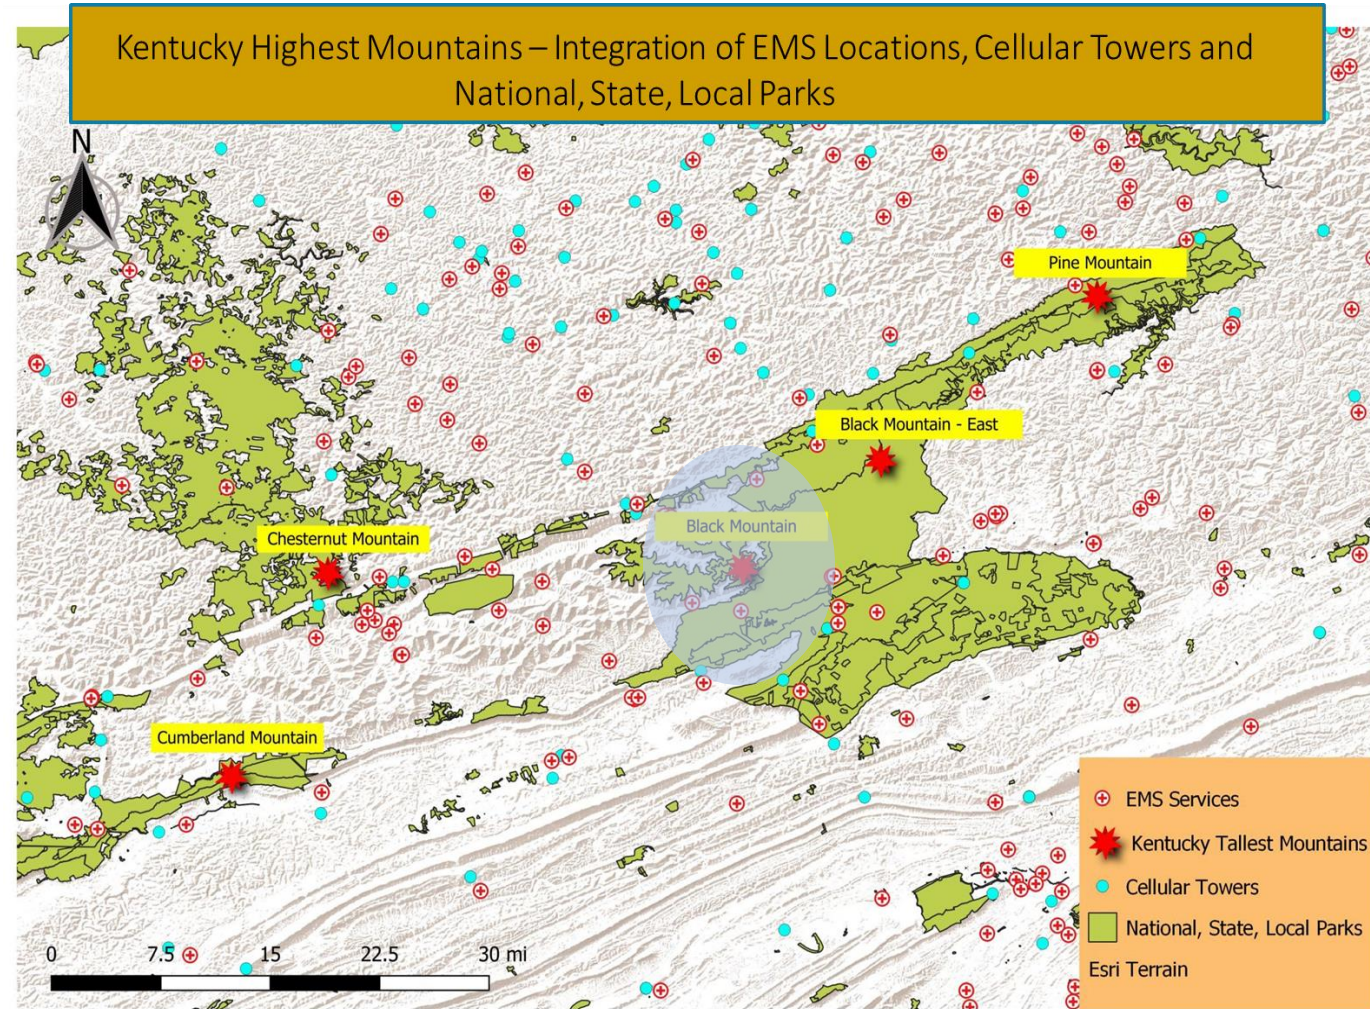 Kentucky Highest Mountains – Integration of EMS Locations, Cellular Towers and
National, State, Local Parks
N
Pine Mountain
Black Mountain - East
Black Mountain
Chesternut Mountain
Cumberland Mountain
EMS Services
Kentucky Tallest Mountains
Cellular Towers
National, State, Local Parks
Esri Terrain
0 7.5 15 22.5 30 mi